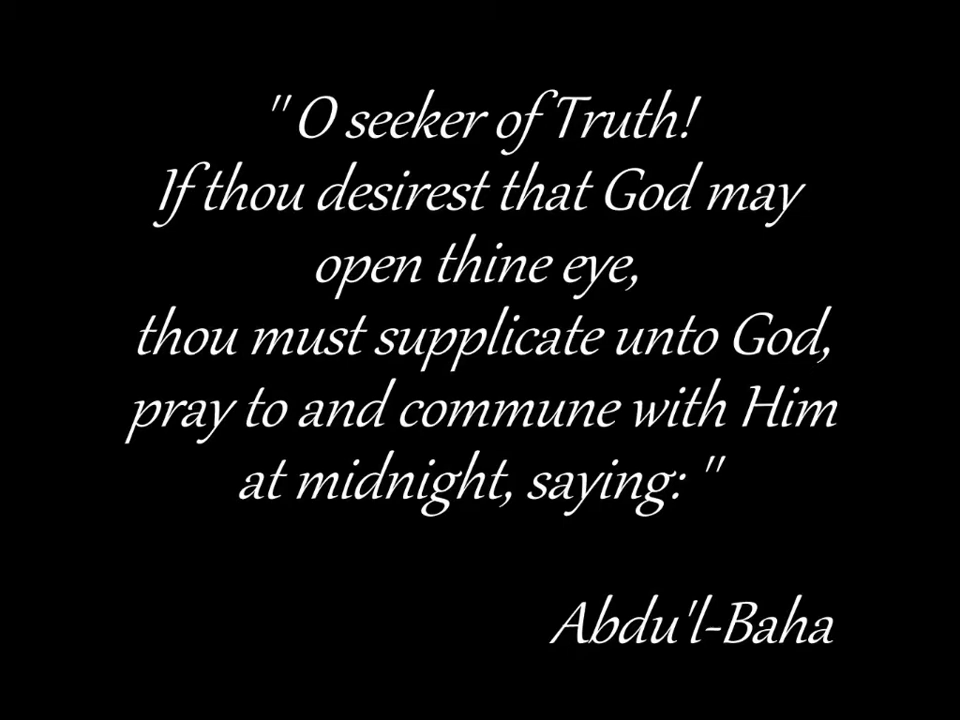 " O seeker of Truth!
If thou desirest that God may
open thine eye,
thou must supplicate unto God,
pray to and commune with Him
at midnight, saying: "
Abdu'l-Baha